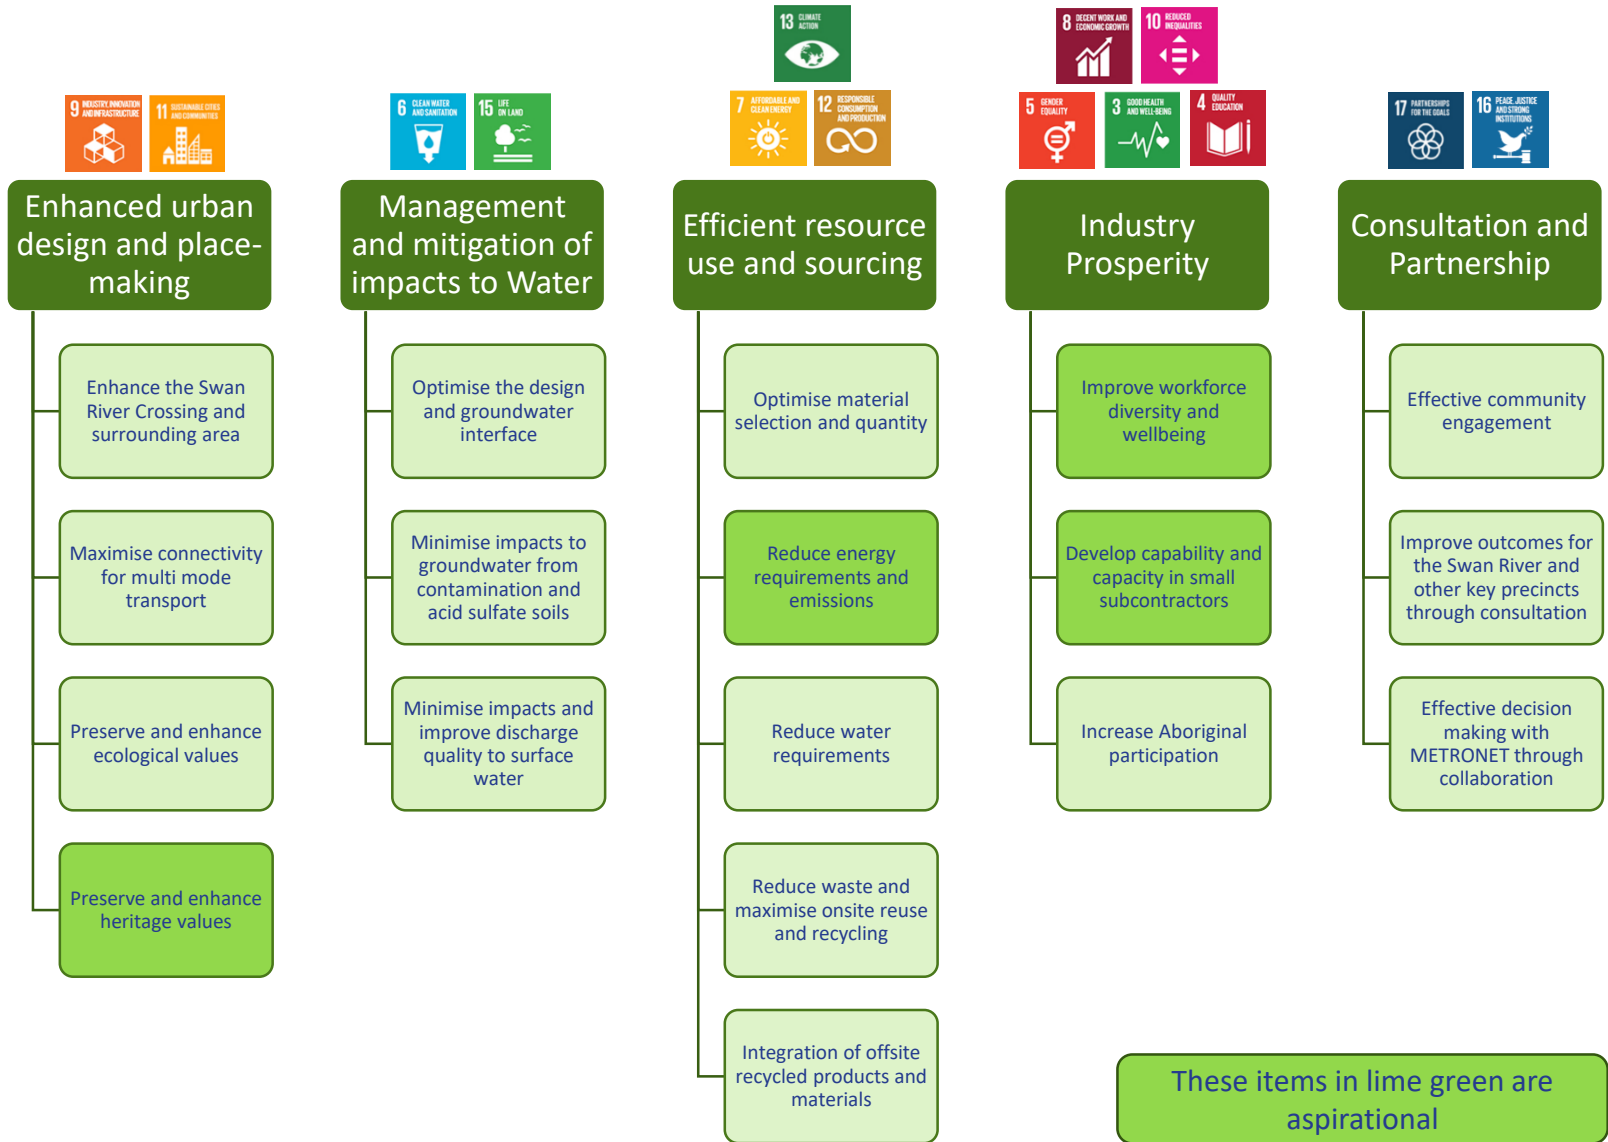 13 CLIMATE
ACTION
8 DECENT WORK AND
ECONOMIC GROWTH
10 REDUCED
INEQUALITIES
9 INDUSTRY, INNOVATION
AND INFRASTRUCTURE
11 SUSTAINABLE CITIES
AND COMMUNITIES
6 CLEAN WATER
AND SANITATION
15 LIFE
ON LAND
7 AFFORDABLE AND
CLEAN ENERGY
12 RESPONSIBLE
CONSUMPTION
AND PRODUCTION
5 GENDER
EQUALITY
3 GOOD HEALTH
AND WELL-BEING
4 QUALITY
EDUCATION
17 PARTNERSHIPS
FOR THE GOALS
16 PEACE, JUSTICE
AND STRONG
INSTITUTIONS
Enhanced urban
design and place-
making
Enhance the Swan
River Crossing and
surrounding area
Maximise connectivity
for multi mode
transport
Preserve and enhance
ecological values
Preserve and enhance
heritage values
Management
and mitigation of
impacts to Water
Optimise the design
and groundwater
interface
Minimise impacts to
groundwater from
contamination and
acid sulfate soils
Minimise impacts and
improve discharge
quality to surface
water
Efficient resource
use and sourcing
Optimise material
selection and quantity
Reduce energy
requirements and
emissions
Reduce water
requirements
Reduce waste and
maximise onsite reuse
and recycling
Integration of offsite
recycled products and
materials
Industry
Prosperity
Improve workforce
diversity and
wellbeing
Develop capability and
capacity in small
subcontractors
Increase Aboriginal
participation
Consultation and
Partnership
Effective community
engagement
Improve outcomes for
the Swan River and
other key precincts
through consultation
Effective decision
making with
METRONET through
collaboration
These items in lime green are
aspirational